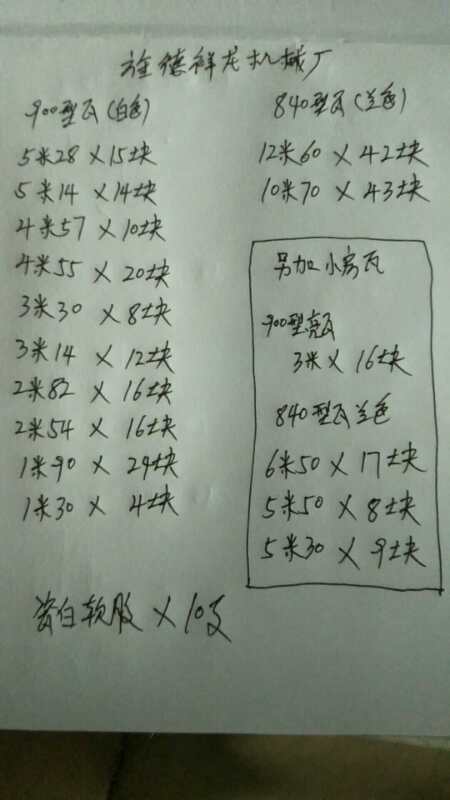 旌德祥龙机械厂
900型瓦(白色)
5米28×15块
5米14×14块
4米57×10块
4米55×20块
3米30×8块
3米14×12块
2米82×16块
2米54×16块
1米90×29块
1米30×4块
840型瓦(兰色)
12米60×42块
10米70×43块
另加小房瓦
900型亮瓦
3米×16块
840型瓦兰色
6米50×17块
5米50×8块
5米30×9块
瓷白软胶×10支